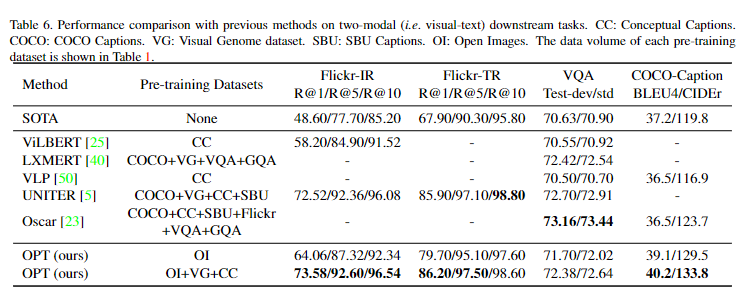 Table 6. Performance comparison with previous methods on two-modal (i.e. visual-text) downstream tasks. CC: Conceptual Captions.
COCO: COCO Captions. VG: Visual Genome dataset. SBU: SBU Captions. OI: Open Images. The data volume of each pre-training
dataset is shown in Table 1.
Method Pre-training Datasets Flickr-IR Flickr-TR VQA COCO-Caption
R@1/R@5/R@10 R@1/R@5/R@10 Test-dev/std BLEU4/CIDEr
SOTA None 48.60/77.70/85.20 67.90/90.30/95.80 70.63/70.90 37.2/119.8
ViLBERT [25] CC 58.20/84.90/91.52 - 70.55/70.92 -
LXMERT [40] COCO+VG+VQA+GQA - - 72.42/72.54 -
VLP [50] CC - - 70.50/70.70 36.5/116.9
UNITER [5] COCO+VG+CC+SBU 72.52/92.36/96.08 85.90/97.10/98.80 72.70/72.91 -
Oscar [23] COCO+CC+SBU+Flickr - - 73.16/73.44 36.5/123.7
+VQA+GQA
OPT (ours) OI 64.06/87.32/92.34 79.70/95.10/97.60 71.70/72.02 39.1/129.5
OPT (ours) OI+VG+CC 73.58/92.60/96.54 86.20/97.50/98.60 72.38/72.64 40.2/133.8